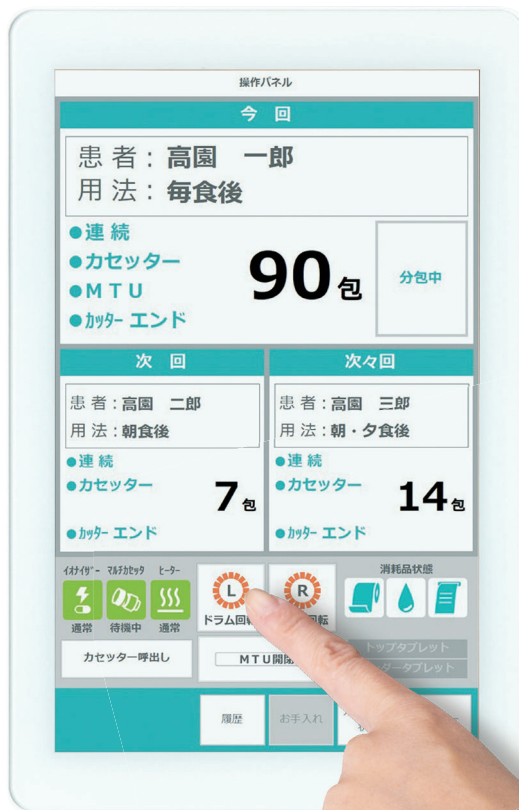 操作パネル
今 回
患 者 : 高園 一郎
用 法 : 毎食後
●連 続
●カセッター
●M T U
●ｶｯﾀｰ エンド
90 包
分包中
次 回
患 者 : 高園 二郎
用 法 : 朝食後
●連 続
●カセッター
7 包
●ｶｯﾀｰ エンド
次々回
患 者 : 高園 三郎
用 法 : 朝・夕食後
●連 続
●カセッター
14 包
●ｶｯﾀｰ エンド
ｲｵﾅｲｻﾞｰ ﾏﾙﾁｶｾｯﾀ ﾋｰﾀｰ
通常 待機中 通常
L
ドラム回転
R
回転
消耗品状態
カセッター呼出し
M T U 開閉
トップタブレット
ダータブレット
履歴
お手入れ